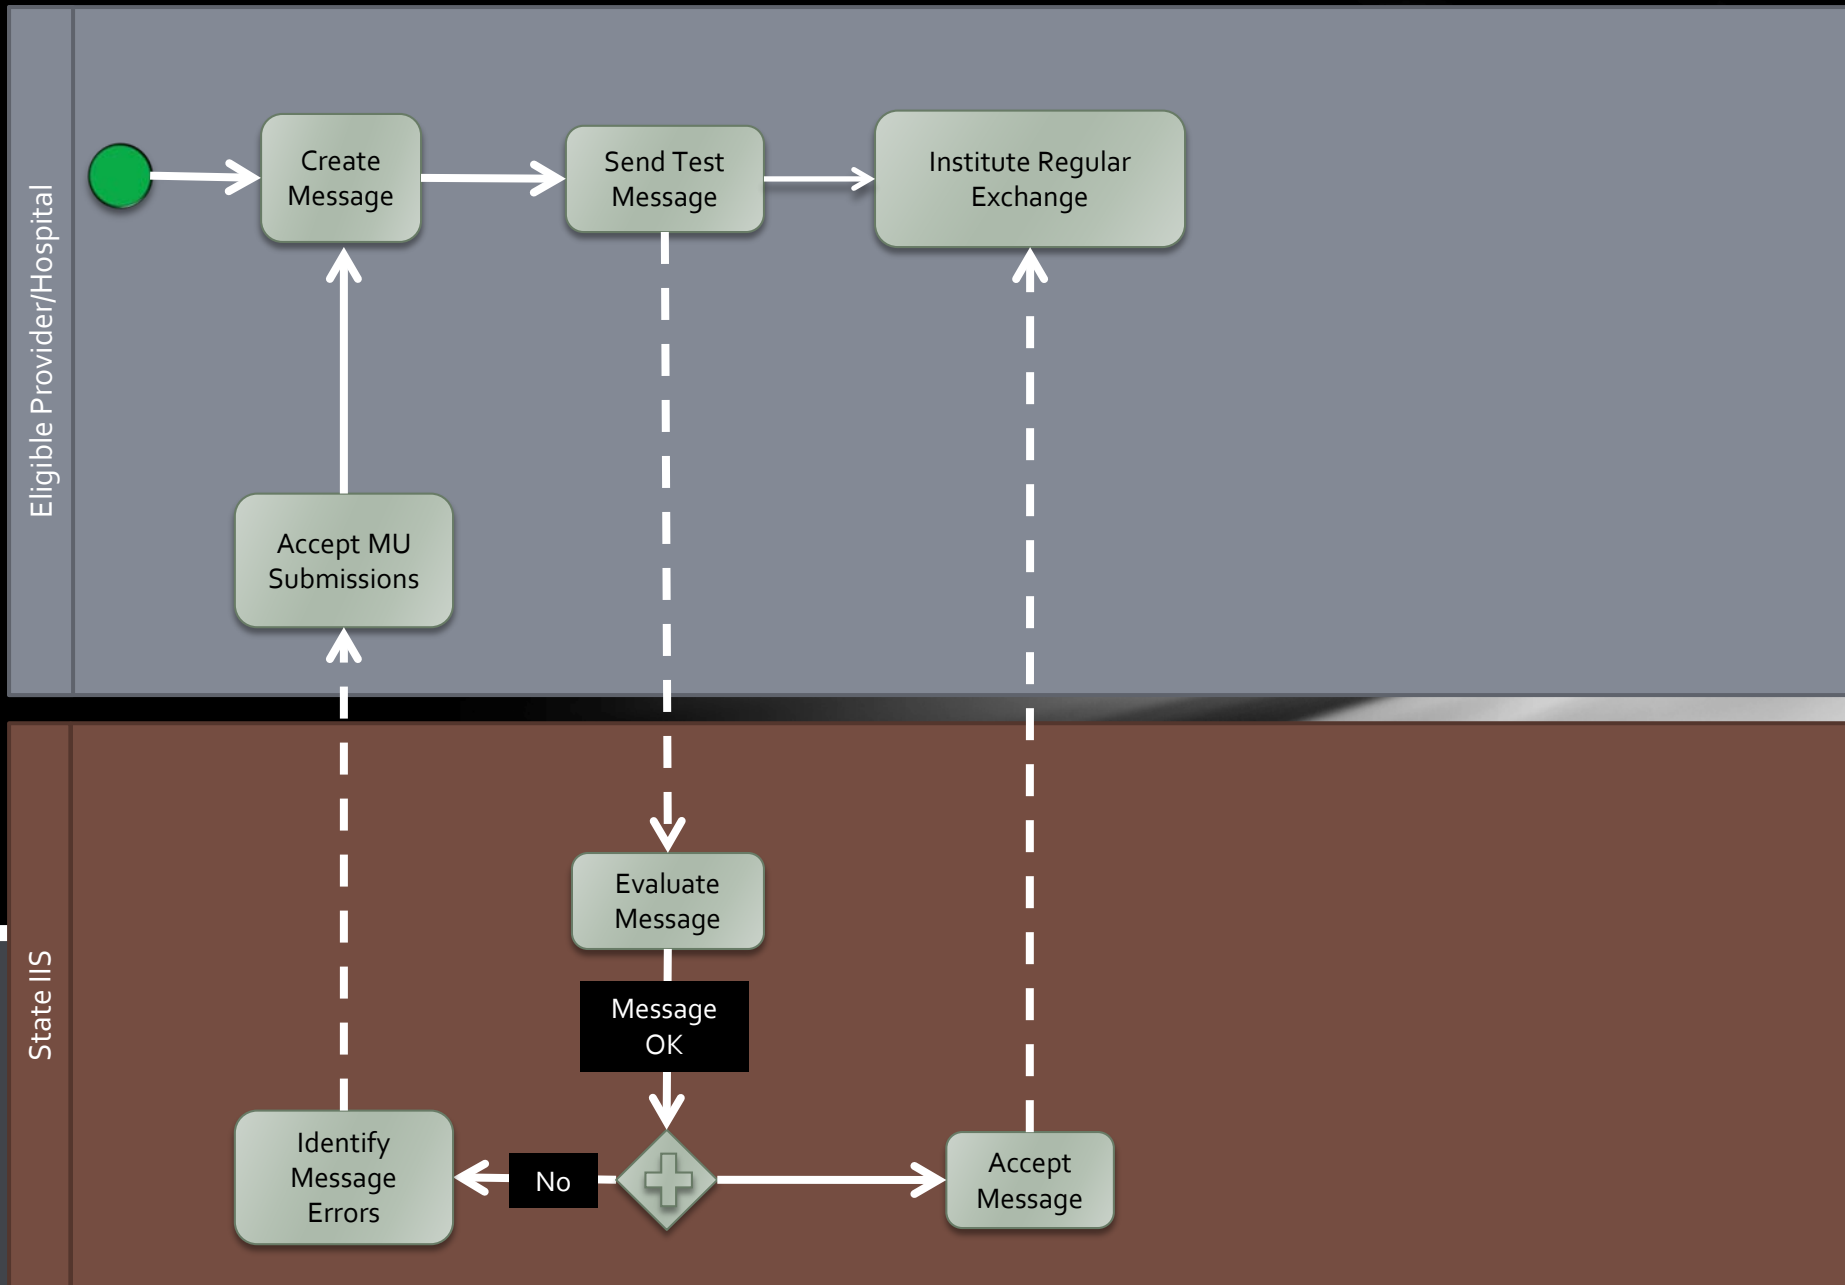 Eligible Provider/Hospital
Create
Message
Send Test
Message
Institute Regular
Exchange
Accept MU
Submissions
State IIS
Evaluate
Message
Message
OK
Identify
Message
Errors
No
Accept
Message